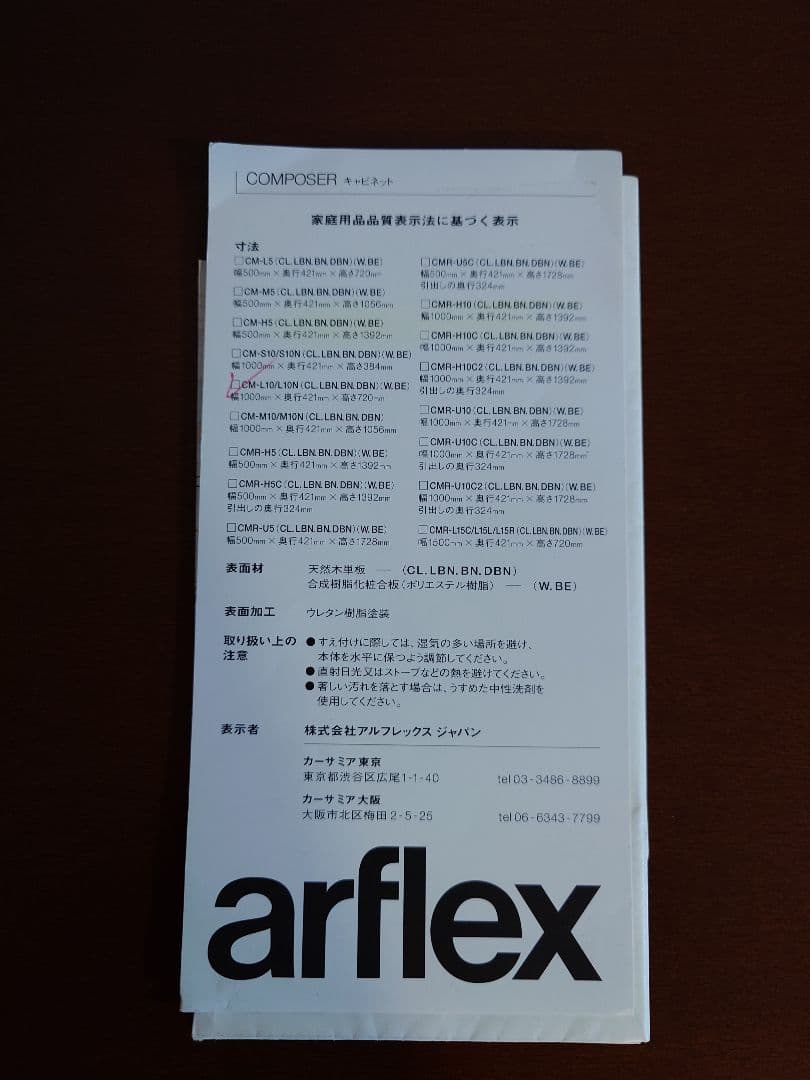 COMPOSER キャビネット
家庭用品品質表示法に基づく表示
寸法
□CM-L5(CL.LBN.BN.DBN)(W.BE)
幅500mm×奥行421mm×高さ720mm
□CM-M5(CL.LBN.BN.DBN)(W.BE)
幅500mm×奥行421mm×高さ1056mm
□CM-H5(CL.LBN.BN.DBN)(W.BE)
幅500mm×奥行421mm×高さ1392mm
□CM-S10/S10N(CL.LBN.BN.DBN)(W.BE)
幅1000mm×奥行421mm×高さ384mm
□CM-L10/L10N(CL.LBN.BN.DBN)(W.BE)
幅1000mm×奥行421mm×高さ720mm
□CM-M10/M10N(CL.LBN.BN.DBN)
幅1000mm×奥行421mm×高さ1056mm
□CMR-H5(CL.LBN.BN.DBN)(W.BE)
幅500mm×奥行421mm×高さ1392mm
□CMR-H5C(CL.LBN.BN.DBN)(W.BE)
幅500mm×奥行421mm×高さ1392mm
引出しの奥行324mm
□CMR-U5(CL.LBN.BN.DBN)(W.BE)
幅500mm×奥行421mm×高さ1728mm
□CMR-U5C(CL.LBN.BN.DBN)(W.BE)
幅500mm×奥行421mm×高さ1728mm
引出しの奥行324mm
□CMR-H10(CL.LBN.BN.DBN)(W.BE)
幅1000mm×奥行421mm×高さ1392mm
□CMR-H10C(CL.LBN.BN.DBN)(W.BE)
幅1000mm×奥行421mm×高さ1392mm
□CMR-H10C2(CL.LBN.BN.DBN)(W.BE)
幅1000mm×奥行421mm×高さ1392mm
引出しの奥行324mm
□CMR-U10(CL.LBN.BN.DBN)(W.BE)
幅1000mm×奥行421mm×高さ1728mm
□CMR-U10C(CL.LBN.BN.DBN)(W.BE)
幅1000mm×奥行421mm×高さ1728mm
引出しの奥行324mm
□CMR-U10C2(CL.LBN.BN.DBN)(W.BE)
幅1000mm×奥行421mm×高さ1728mm
引出しの奥行324mm
□CMR-L15C/L15L/L15R(CL.LBN.BN.DBN)(W.BE)
幅1500mm×奥行421mm×高さ720mm
表面材 天然木単板 ── (CL.LBN.BN.DBN)
合成樹脂化粧合板(ポリエステル樹脂) ─ (W.BE)
表面加工 ウレタン樹脂塗装
取り扱い上の注意 ●すえ付けに際しては、湿気の多い場所を避け、
本体を水平に保つよう調節してください。
●直射日光又はストーブなどの熱を避けてください。
●著しい汚れを落とす場合は、うすめた中性洗剤を
使用してください。
表示者 株式会社アルフレックス ジャパン
カーサミア東京
東京都渋谷区広尾1-1-40 tel 03-3486-8899
カーサミア大阪
大阪市北区梅田2-5-25 tel 06-6343-7799
arflex